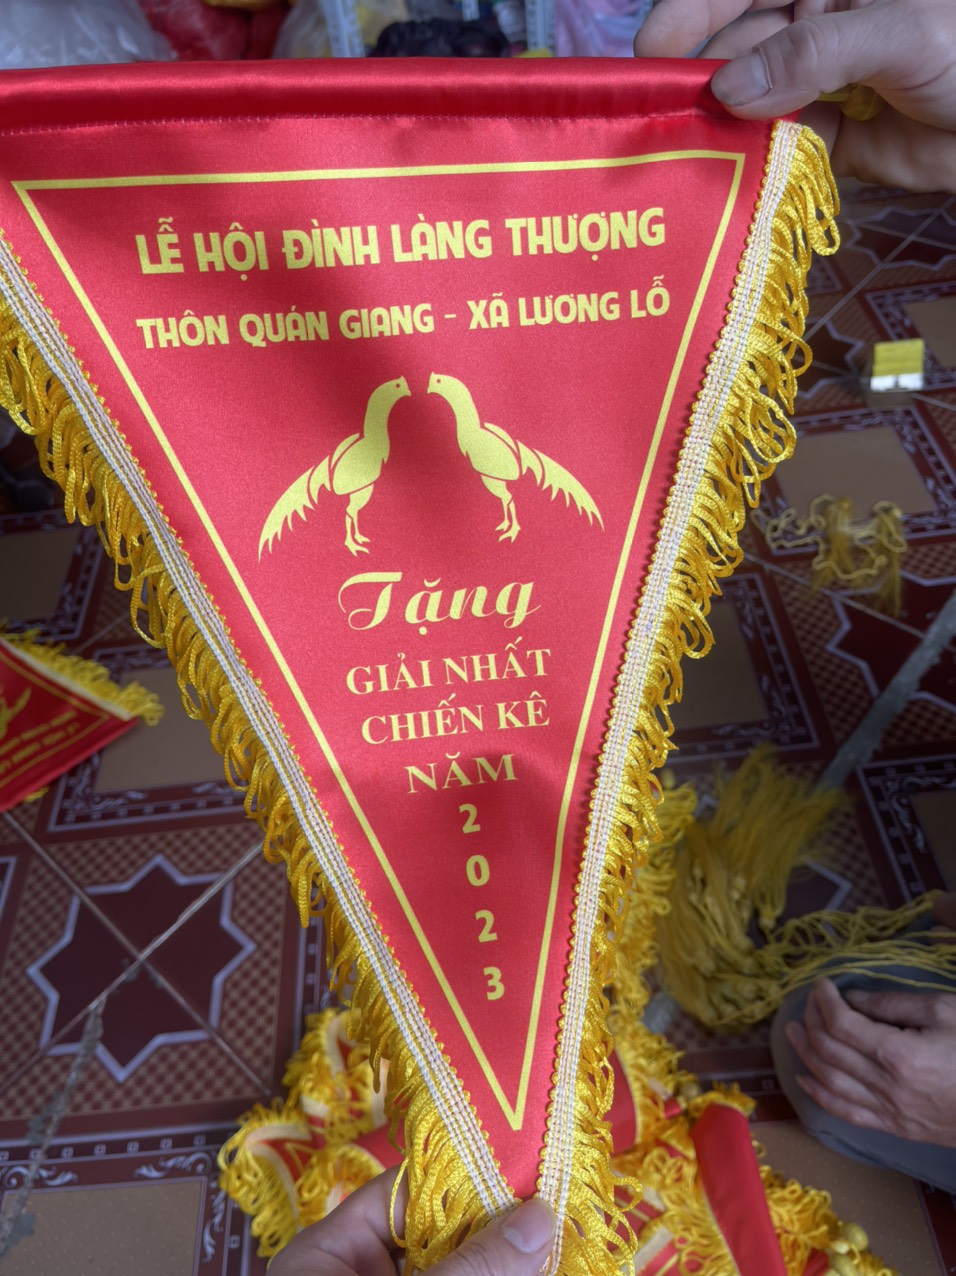 LỄ HỘI ĐÌNH LÀNG THƯỢNG
THÔN QUÁN GIANG - XÃ LƯƠNG LỖ
Tặng
GIẢI NHẤT
CHIẾN KÊ
NĂM
2
0
2
3